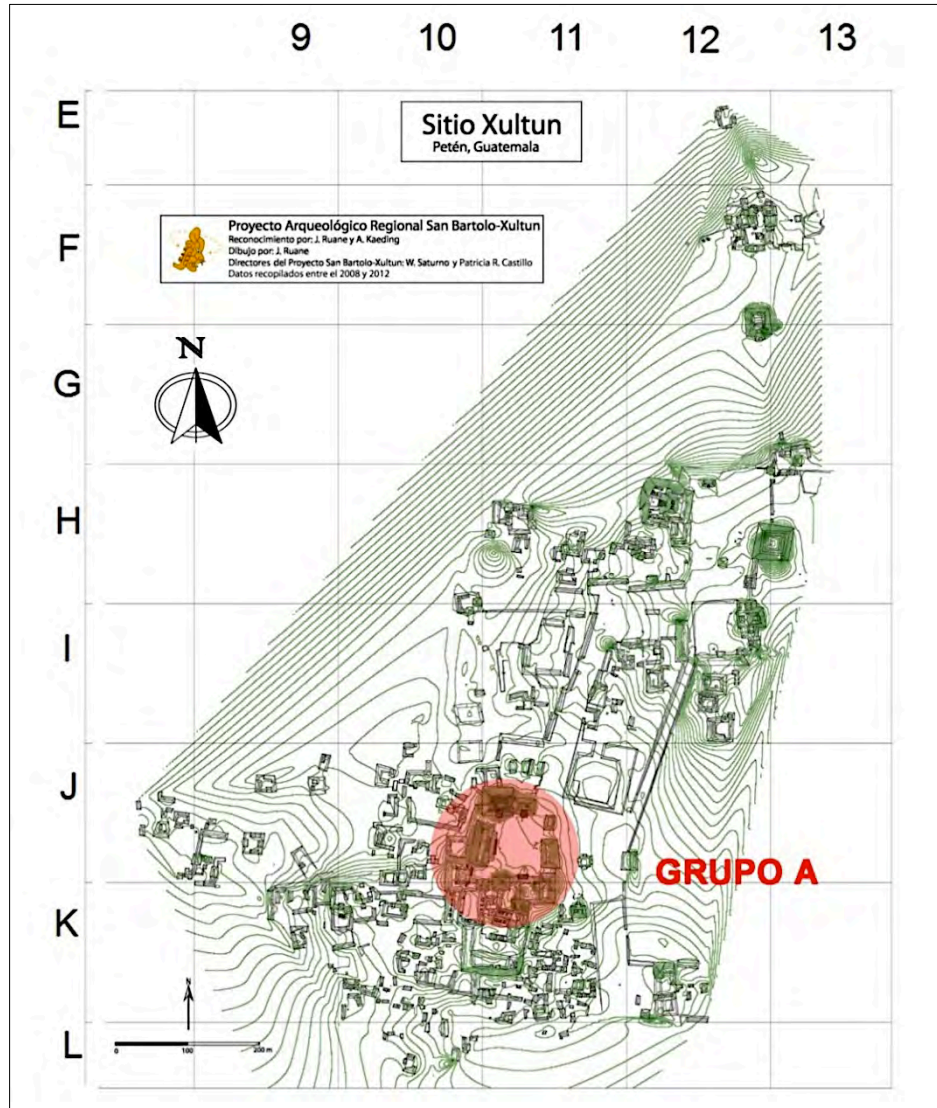 9 10 11 12 13
E
Sitio Xultun
Petén, Guatemala
F
Proyecto Arqueológico Regional San Bartolo-Xultun
Reconocimiento por: J. Ruane y A. Kaeding
Dibujo por: J. Ruane
Directores del Proyecto San Bartolo-Xultun: W. Saturno y Patricia R. Castillo
Datos recopilados entre el 2008 y 2012
N
G
H
I
J
GRUPO A
K
N
L
0 100 200 m